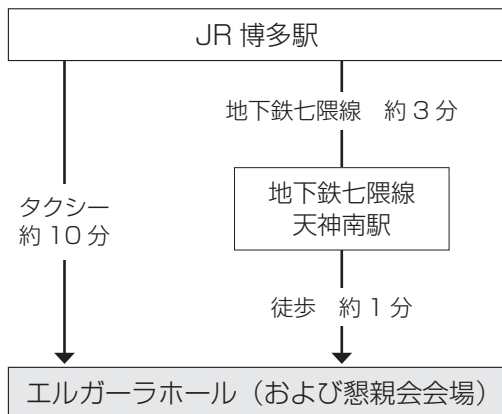 JR 博多駅
地下鉄七隈線 約 3 分
地下鉄七隈線
天神南駅
タクシー
約 10 分
徒歩 約 1 分
エルガーラホール（および懇親会会場）